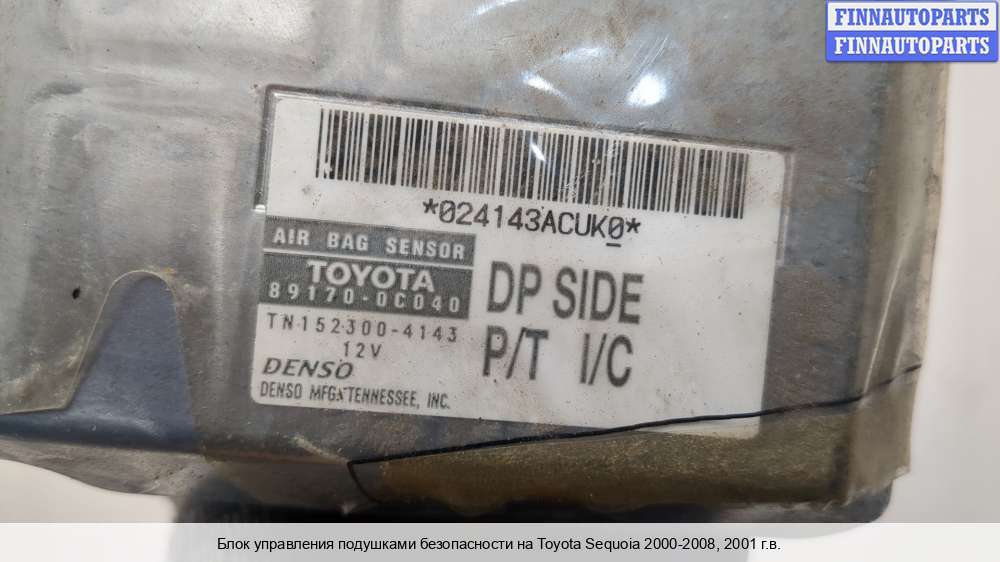 FINNAUTOPARTS
FINNAUTOPARTS
*024143ACUK0*
AIR BAG SENSOR
TOYOTA
89170-0C040
TN152300-4143
12V
DENSO
DENSO MFG. TENNESSEE, INC.
DP SIDE
P/T I/C
Блок управления подушками безопасности на Toyota Sequoia 2000-2008, 2001 г.в.